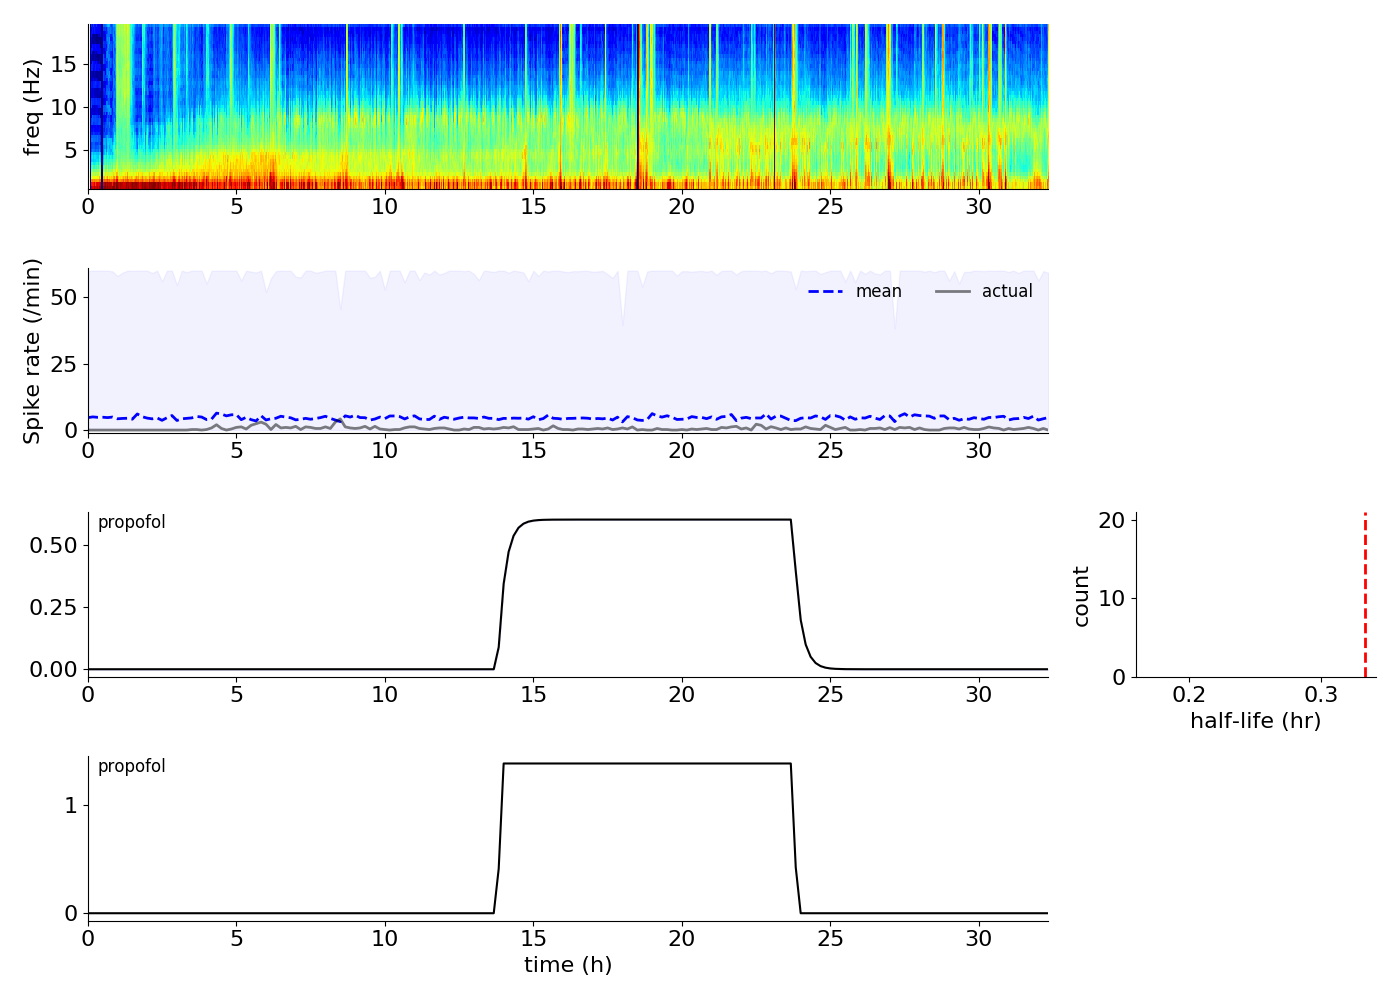 freq (Hz)
15
10
5
0 5 10 15 20 25 30
Spike rate (/min)
50
25
0
mean actual
0 5 10 15 20 25 30
propofol
0.50
0.25
0.00
0 5 10 15 20 25 30
count
20
10
0
0.2 0.3
half-life (hr)
propofol
1
0
0 5 10 15 20 25 30
time (h)